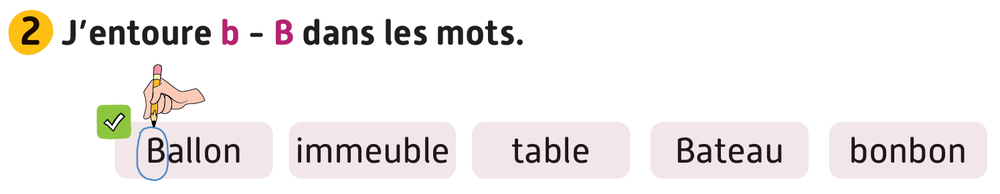 2 J'entoure b - B dans les mots.
Ballon immeuble table Bateau bonbon